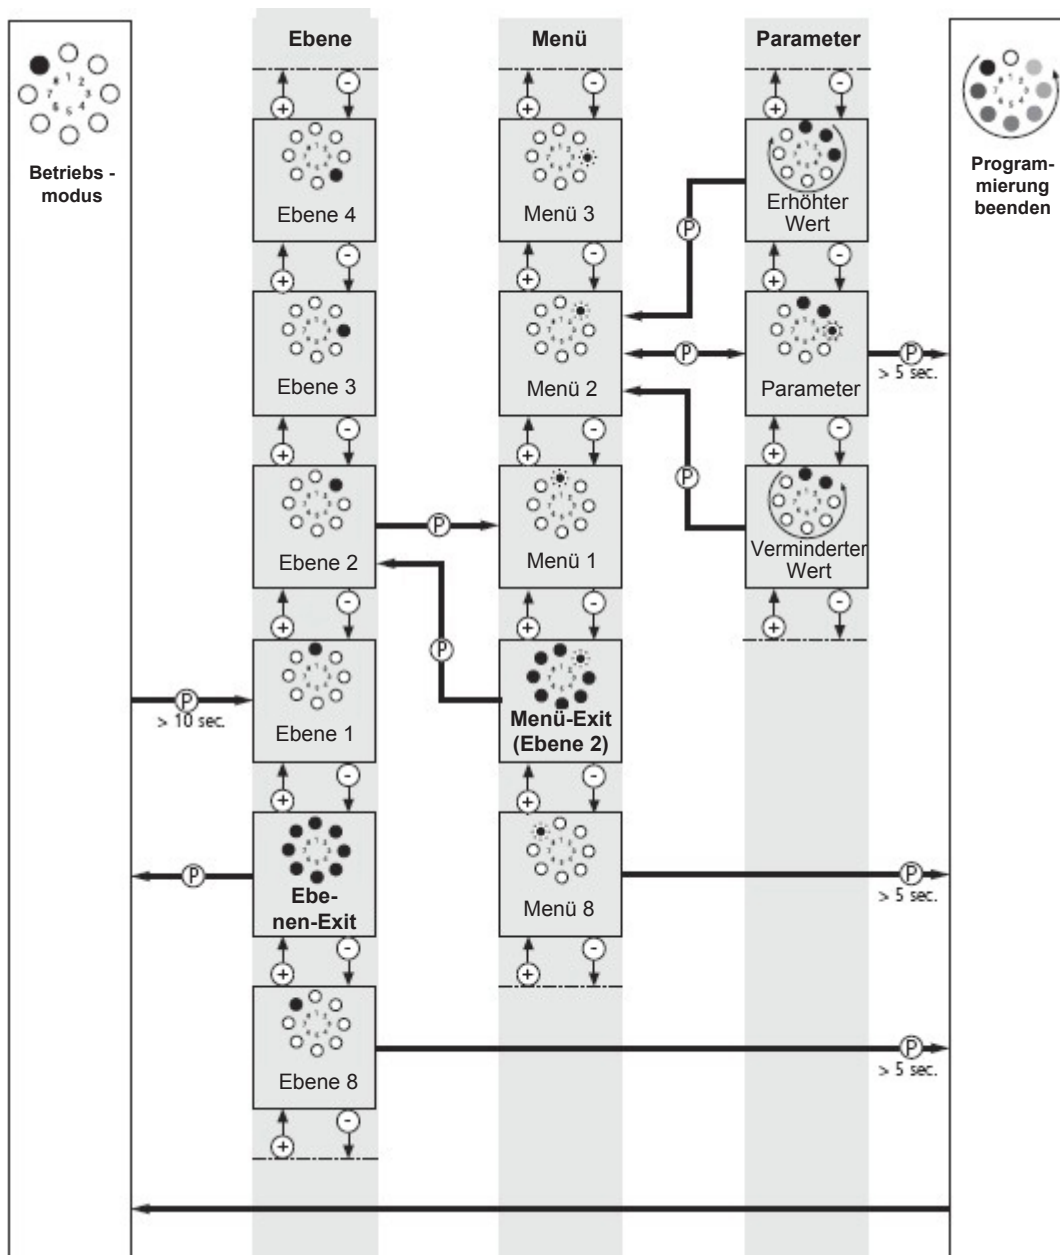 Ebene
Menü
Parameter
Betriebs -
modus
Program-
mierung
beenden
Ebene 4
Menü 3
Erhöhter
Wert
P
P
P
> 5 sec.
Ebene 3
Menü 2
Parameter
P
P
Ebene 2
Menü 1
Verminderter
Wert
P
P
> 10 sec.
Ebene 1
Menü-Exit
(Ebene 2)
P
Ebe-
nen-Exit
Menü 8
P
> 5 sec.
Ebene 8
P
> 5 sec.